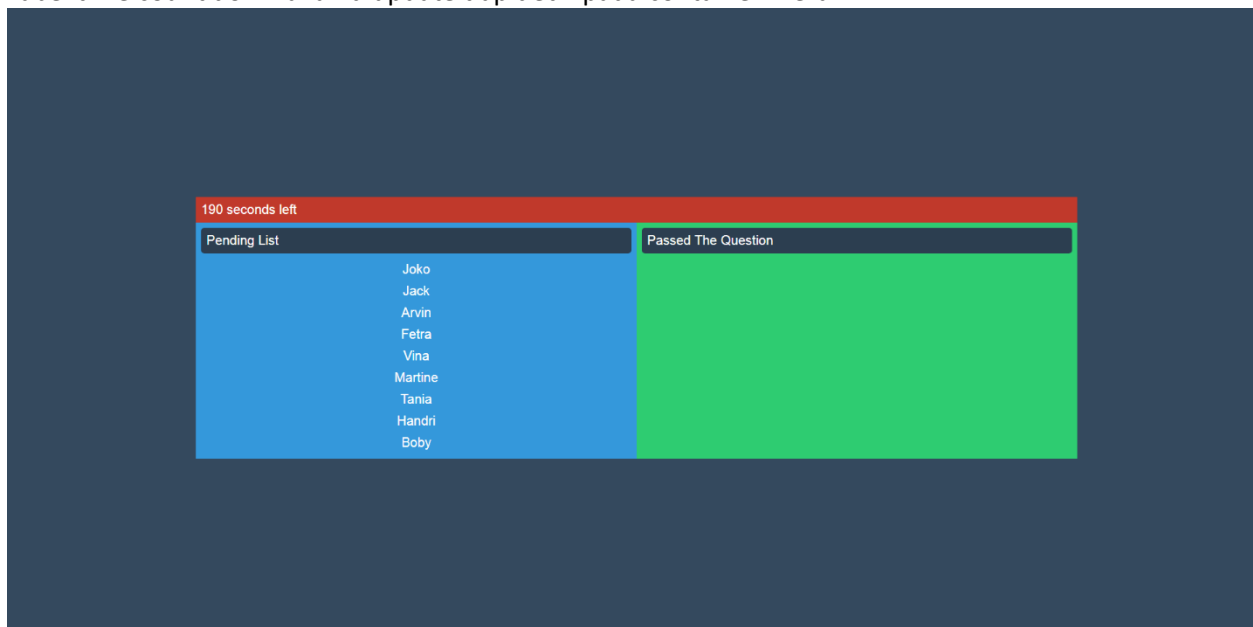 190 seconds left
Pending List
Passed The Question
Joko
Jack
Arvin
Fetra
Vina
Martine
Tania
Handri
Boby